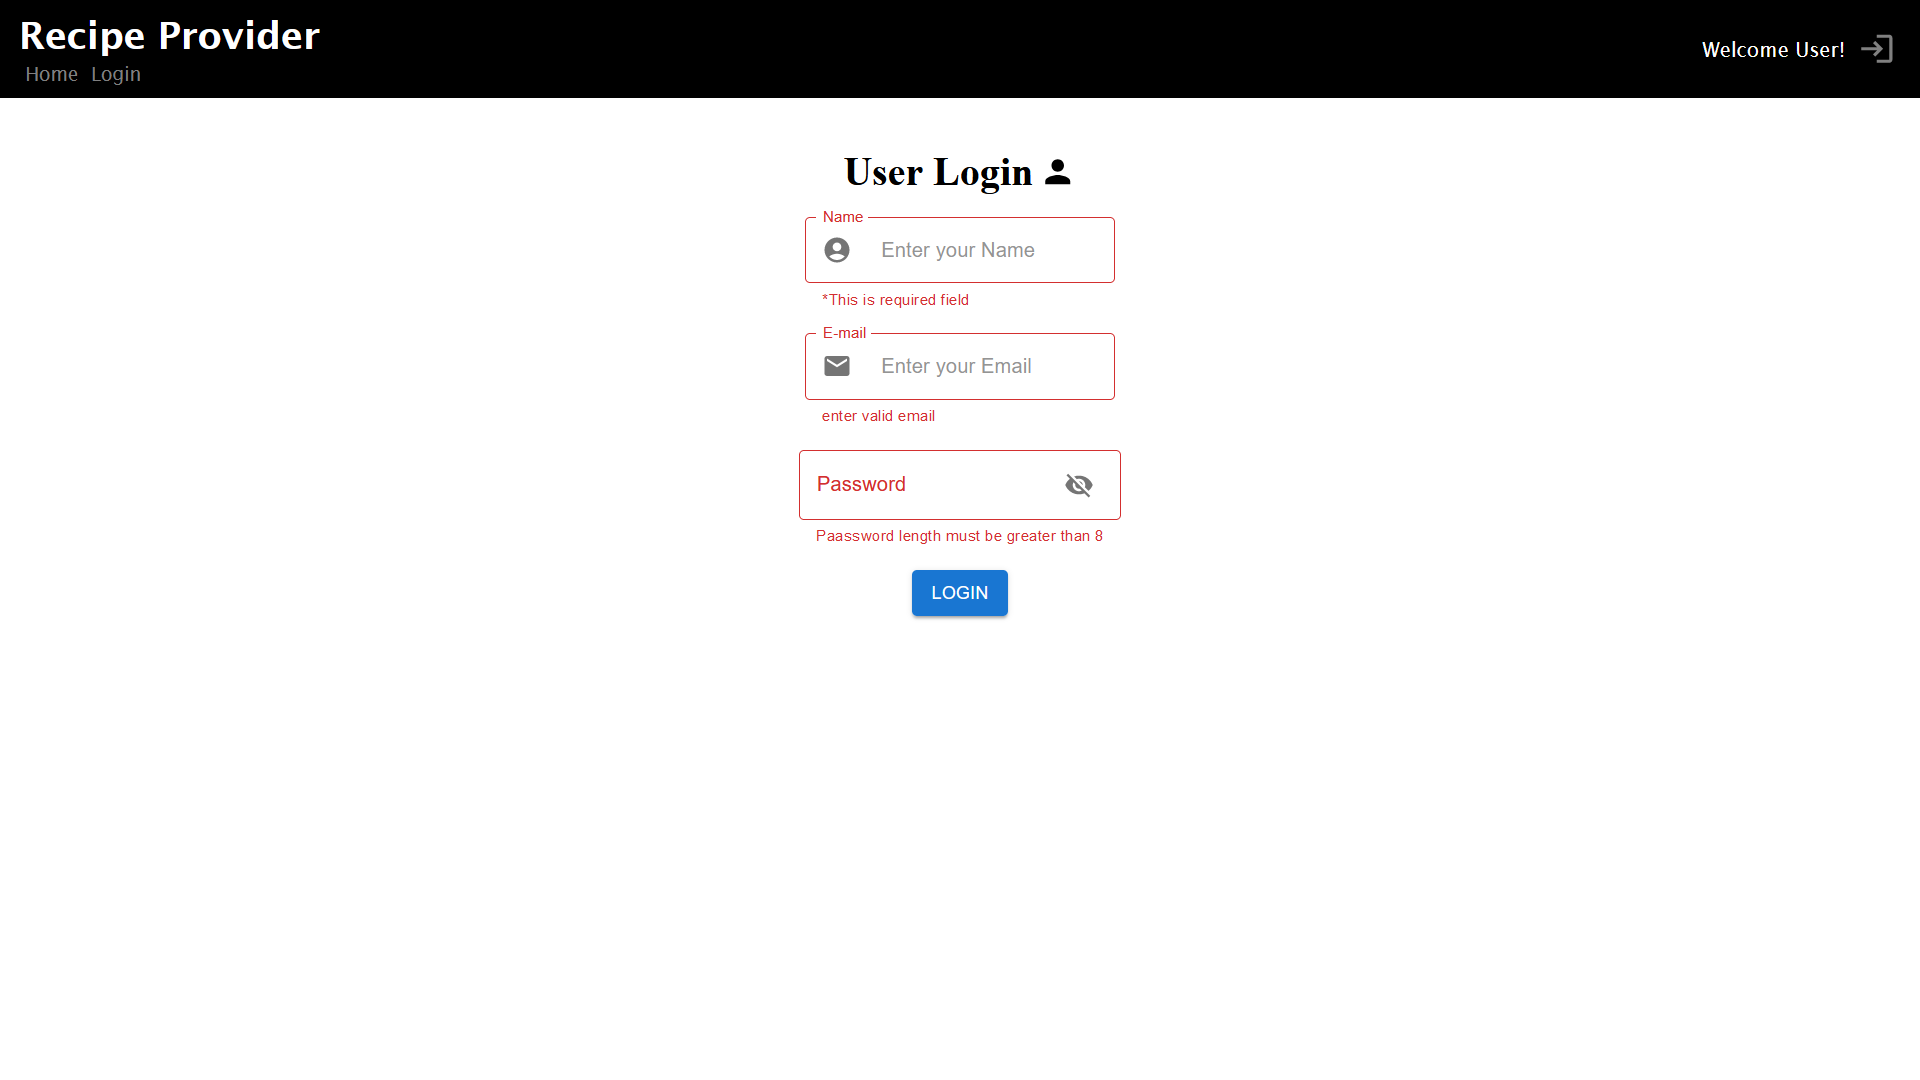 Recipe Provider
Home Login
Welcome User!
User Login
Name
Enter your Name
*This is required field
E-mail
Enter your Email
enter valid email
Password
Paassword length must be greater than 8
LOGIN